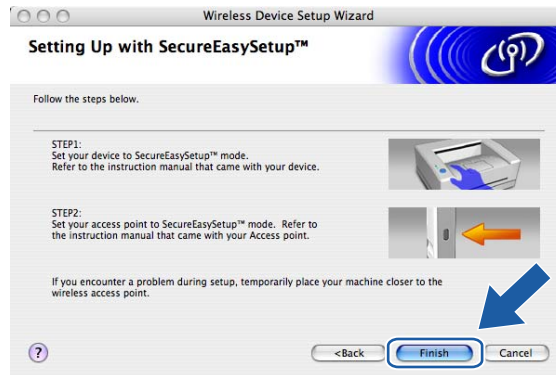 Wireless Device Setup Wizard
Setting Up with SecureEasySetup™
Follow the steps below.
STEP1:
Set your device to SecureEasySetup™ mode.
Refer to the instruction manual that came with your device.
STEP2:
Set your access point to SecureEasySetup™ mode. Refer to
the instruction manual that came with your Access point.
If you encounter a problem during setup, temporarily place your machine closer to the
wireless access point.
?
<Back
Finish
Cancel